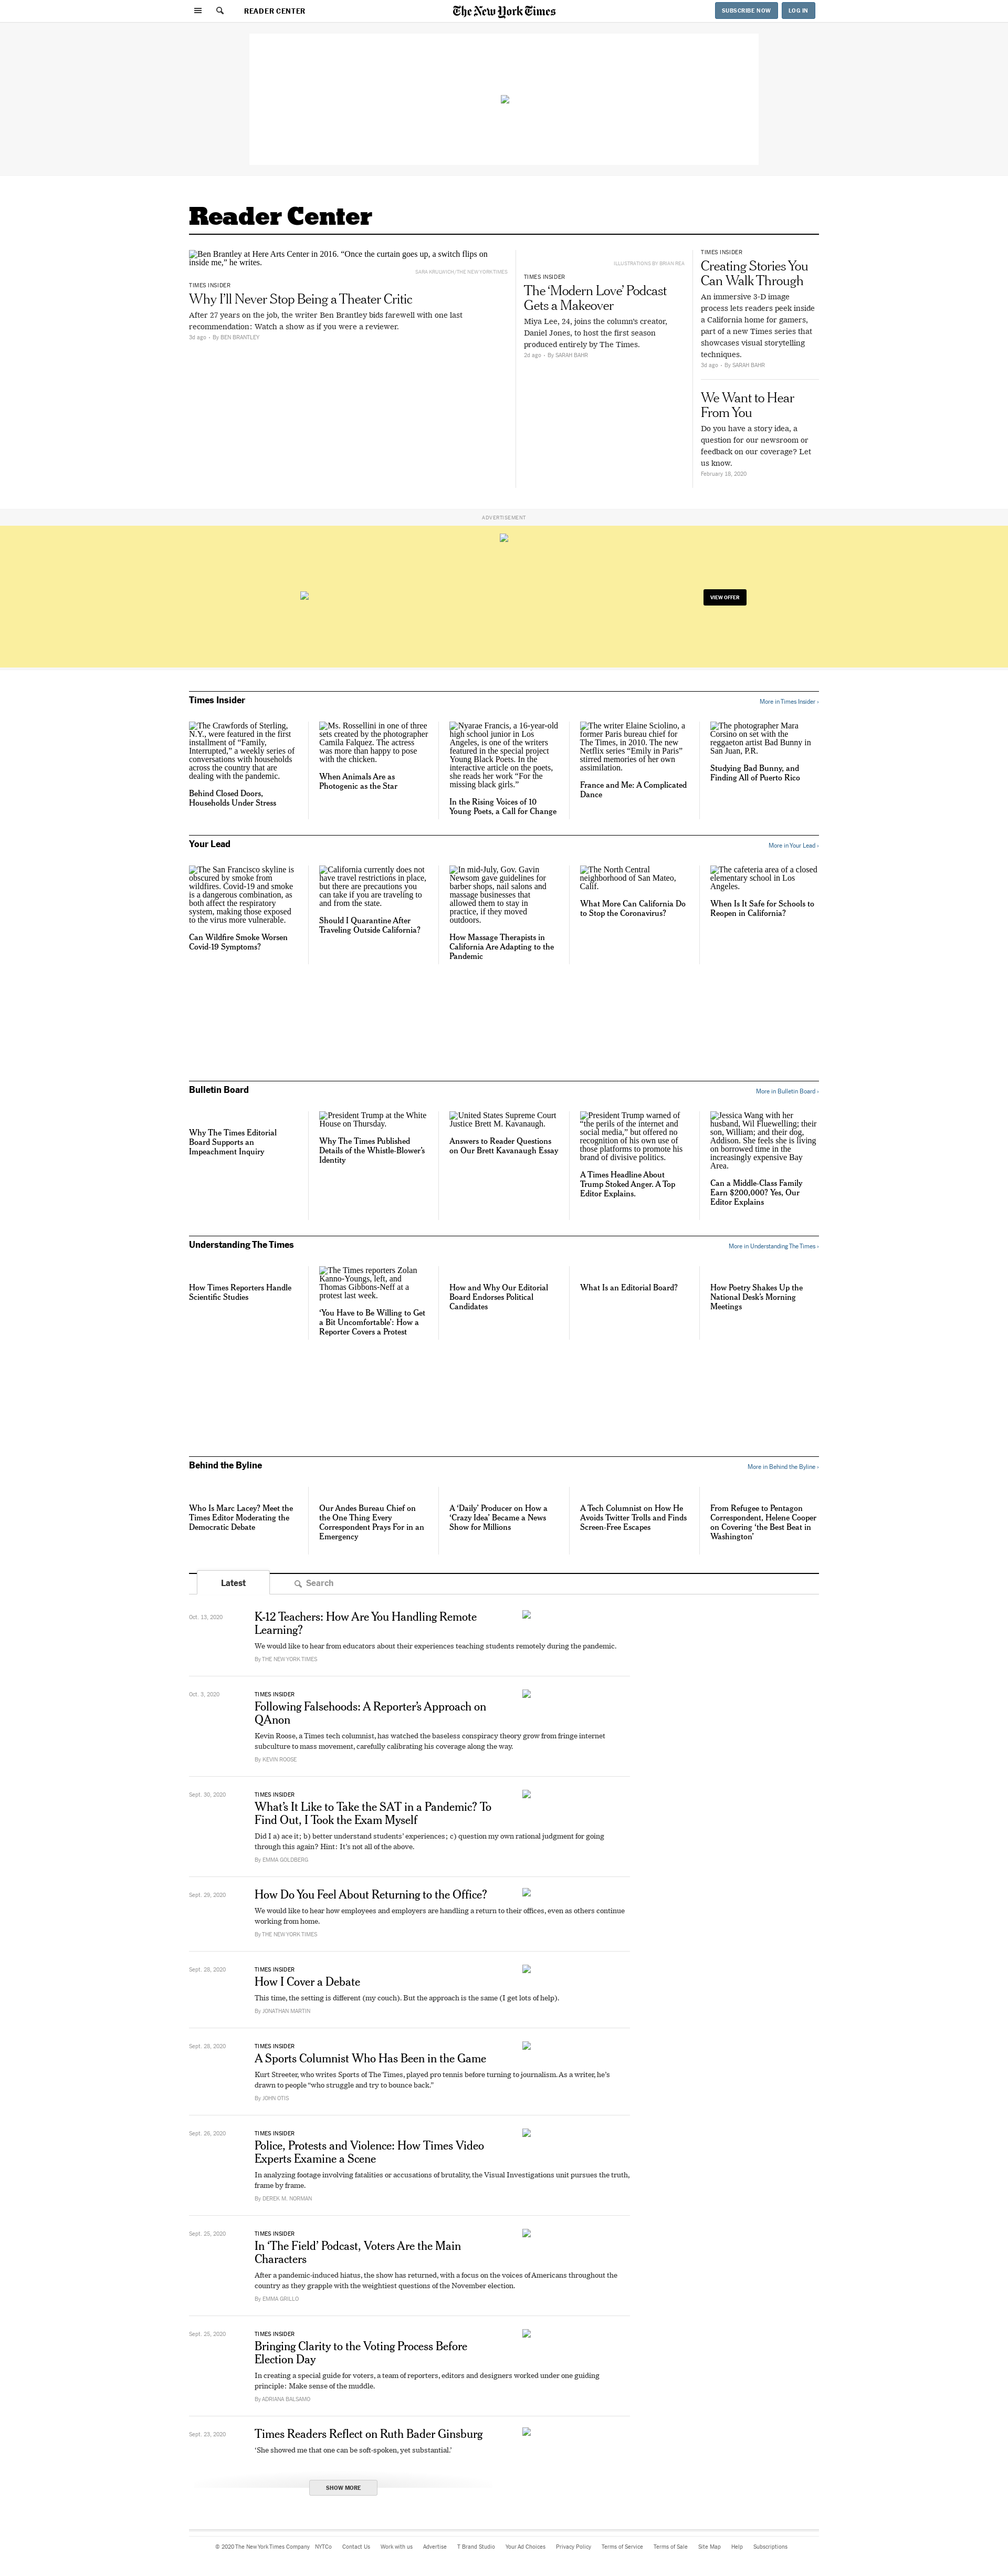 READER CENTER
The New York Times
SUBSCRIBE NOW
LOG IN
Reader Center
Ben Brantley at Here Arts Center in 2016. “Once the curtain goes up, a switch flips on
inside me,” he writes.
SARA KRULWICH/THE NEW YORK TIMES
TIMES INSIDER
Why I’ll Never Stop Being a Theater Critic
After 27 years on the job, the writer Ben Brantley bids farewell with one last
recommendation: Watch a show as if you were a reviewer.
3d ago · By BEN BRANTLEY
ILLUSTRATIONS BY BRIAN REA
TIMES INSIDER
The ‘Modern Love’ Podcast
Gets a Makeover
Miya Lee, 24, joins the column’s creator,
Daniel Jones, to host the first season
produced entirely by The Times.
2d ago · By SARAH BAHR
TIMES INSIDER
Creating Stories You
Can Walk Through
An immersive 3-D image
process lets readers peek inside
a California home for gamers,
part of a new Times series that
showcases visual storytelling
techniques.
3d ago · By SARAH BAHR
We Want to Hear
From You
Do you have a story idea, a
question for our newsroom or
feedback on our coverage? Let
us know.
February 18, 2020
ADVERTISEMENT
VIEW OFFER
Times Insider
More in Times Insider ›
The Crawfords of Sterling,
N.Y., were featured in the first
installment of “Family,
Interrupted,” a weekly series of
conversations with households
across the country that are
dealing with the pandemic.
Behind Closed Doors,
Households Under Stress
Ms. Rossellini in one of three
sets created by the photographer
Camila Falquez. The actress
was more than happy to pose
with the chicken.
When Animals Are as
Photogenic as the Star
Nyarae Francis, a 16-year-old
high school junior in Los
Angeles, is one of the writers
featured in the special project
Young Black Poets. In the
interactive article on the poets,
she reads her work “For the
missing black girls.”
In the Rising Voices of 10
Young Poets, a Call for Change
The writer Elaine Sciolino, a
former Paris bureau chief for
The Times, in 2010. The new
Netflix series “Emily in Paris”
stirred memories of her own
assimilation.
France and Me: A Complicated
Dance
The photographer Mara
Corsino on set with the
reggaeton artist Bad Bunny in
San Juan, P.R.
Studying Bad Bunny, and
Finding All of Puerto Rico
Your Lead
More in Your Lead ›
The San Francisco skyline is
obscured by smoke from
wildfires. Covid-19 and smoke
is a dangerous combination, as
both affect the respiratory
system, making those exposed
to the virus more vulnerable.
Can Wildfire Smoke Worsen
Covid-19 Symptoms?
California currently does not
have travel restrictions in place,
but there are precautions you
can take if you are traveling to
and from the state.
Should I Quarantine After
Traveling Outside California?
In mid-July, Gov. Gavin
Newsom gave guidelines for
barber shops, nail salons and
massage businesses that
allowed them to stay in
practice, if they moved
outdoors.
How Massage Therapists in
California Are Adapting to the
Pandemic
The North Central
neighborhood of San Mateo,
Calif.
What More Can California Do
to Stop the Coronavirus?
The cafeteria area of a closed
elementary school in Los
Angeles.
When Is It Safe for Schools to
Reopen in California?
Bulletin Board
More in Bulletin Board ›
Why The Times Editorial
Board Supports an
Impeachment Inquiry
President Trump at the White
House on Thursday.
Why The Times Published
Details of the Whistle-Blower’s
Identity
United States Supreme Court
Justice Brett M. Kavanaugh.
Answers to Reader Questions
on Our Brett Kavanaugh Essay
President Trump warned of
“the perils of the internet and
social media,” but offered no
recognition of his own use of
those platforms to promote his
brand of divisive politics.
A Times Headline About
Trump Stoked Anger. A Top
Editor Explains.
Jessica Wang with her
husband, Wil Fluewelling; their
son, William; and their dog,
Addison. She feels she is living
on borrowed time in the
increasingly expensive Bay
Area.
Can a Middle-Class Family
Earn $200,000? Yes, Our
Editor Explains
Understanding The Times
More in Understanding The Times ›
How Times Reporters Handle
Scientific Studies
The Times reporters Zolan
Kanno-Youngs, left, and
Thomas Gibbons-Neff at a
protest last week.
‘You Have to Be Willing to Get
a Bit Uncomfortable’: How a
Reporter Covers a Protest
How and Why Our Editorial
Board Endorses Political
Candidates
What Is an Editorial Board?
How Poetry Shakes Up the
National Desk’s Morning
Meetings
Behind the Byline
More in Behind the Byline ›
Who Is Marc Lacey? Meet the
Times Editor Moderating the
Democratic Debate
Our Andes Bureau Chief on
the One Thing Every
Correspondent Prays For in an
Emergency
A ‘Daily’ Producer on How a
‘Crazy Idea’ Became a News
Show for Millions
A Tech Columnist on How He
Avoids Twitter Trolls and Finds
Screen-Free Escapes
From Refugee to Pentagon
Correspondent, Helene Cooper
on Covering ‘the Best Beat in
Washington’
Latest
Search
Oct. 13, 2020
K-12 Teachers: How Are You Handling Remote
Learning?
We would like to hear from educators about their experiences teaching students remotely during the pandemic.
By THE NEW YORK TIMES
Oct. 3, 2020
TIMES INSIDER
Following Falsehoods: A Reporter’s Approach on
QAnon
Kevin Roose, a Times tech columnist, has watched the baseless conspiracy theory grow from fringe internet
subculture to mass movement, carefully calibrating his coverage along the way.
By KEVIN ROOSE
Sept. 30, 2020
TIMES INSIDER
What’s It Like to Take the SAT in a Pandemic? To
Find Out, I Took the Exam Myself
Did I a) ace it; b) better understand students’ experiences; c) question my own rational judgment for going
through this again? Hint: It’s not all of the above.
By EMMA GOLDBERG
Sept. 29, 2020
How Do You Feel About Returning to the Office?
We would like to hear how employees and employers are handling a return to their offices, even as others continue
working from home.
By THE NEW YORK TIMES
Sept. 28, 2020
TIMES INSIDER
How I Cover a Debate
This time, the setting is different (my couch). But the approach is the same (I get lots of help).
By JONATHAN MARTIN
Sept. 28, 2020
TIMES INSIDER
A Sports Columnist Who Has Been in the Game
Kurt Streeter, who writes Sports of The Times, played pro tennis before turning to journalism. As a writer, he’s
drawn to people “who struggle and try to bounce back.”
By JOHN OTIS
Sept. 26, 2020
TIMES INSIDER
Police, Protests and Violence: How Times Video
Experts Examine a Scene
In analyzing footage involving fatalities or accusations of brutality, the Visual Investigations unit pursues the truth,
frame by frame.
By DEREK M. NORMAN
Sept. 25, 2020
TIMES INSIDER
In ‘The Field’ Podcast, Voters Are the Main
Characters
After a pandemic-induced hiatus, the show has returned, with a focus on the voices of Americans throughout the
country as they grapple with the weightiest questions of the November election.
By EMMA GRILLO
Sept. 25, 2020
TIMES INSIDER
Bringing Clarity to the Voting Process Before
Election Day
In creating a special guide for voters, a team of reporters, editors and designers worked under one guiding
principle: Make sense of the muddle.
By ADRIANA BALSAMO
Sept. 23, 2020
Times Readers Reflect on Ruth Bader Ginsburg
‘She showed me that one can be soft-spoken, yet substantial.’
SHOW MORE
© 2020 The New York Times Company NYTCo Contact Us Work with us Advertise T Brand Studio Your Ad Choices Privacy Policy Terms of Service Terms of Sale Site Map Help Subscriptions